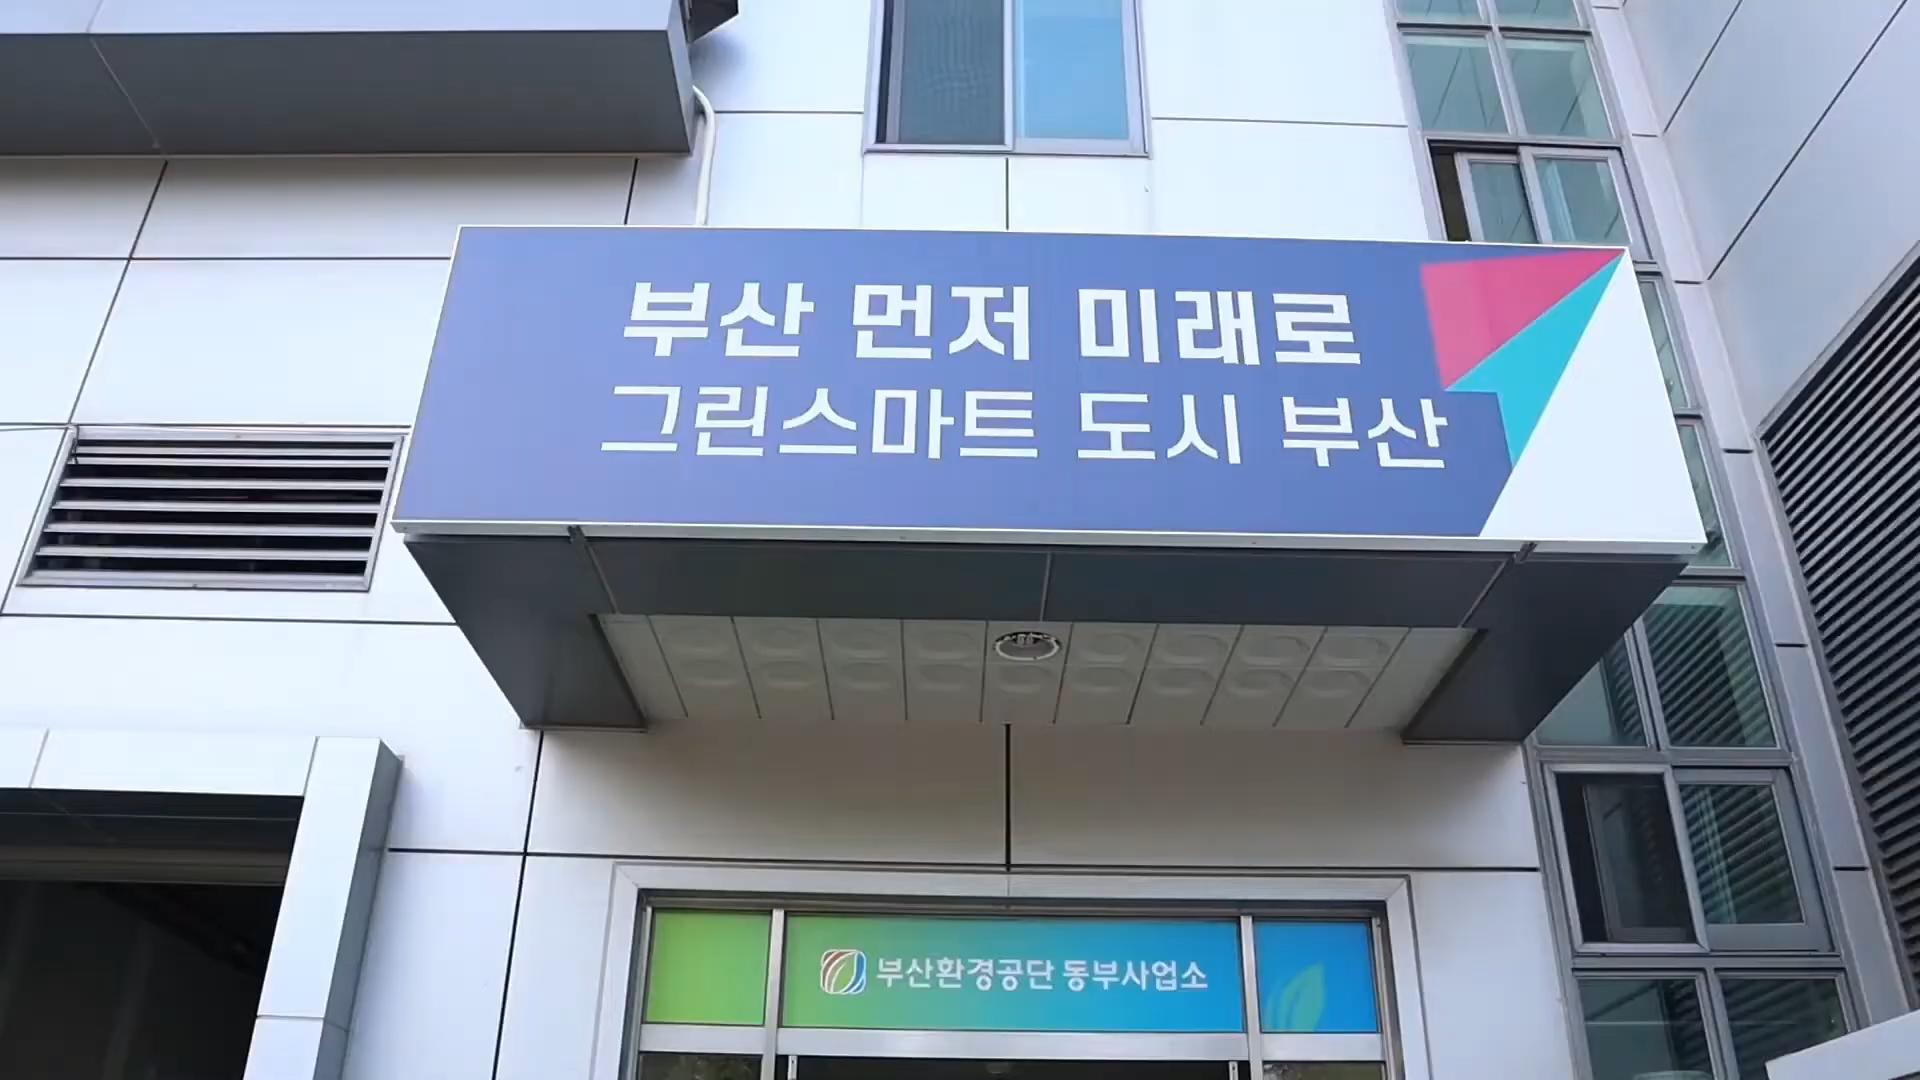 부산 먼저 미래로
그린스마트 도시 부산
부산환경공단 동부사업소